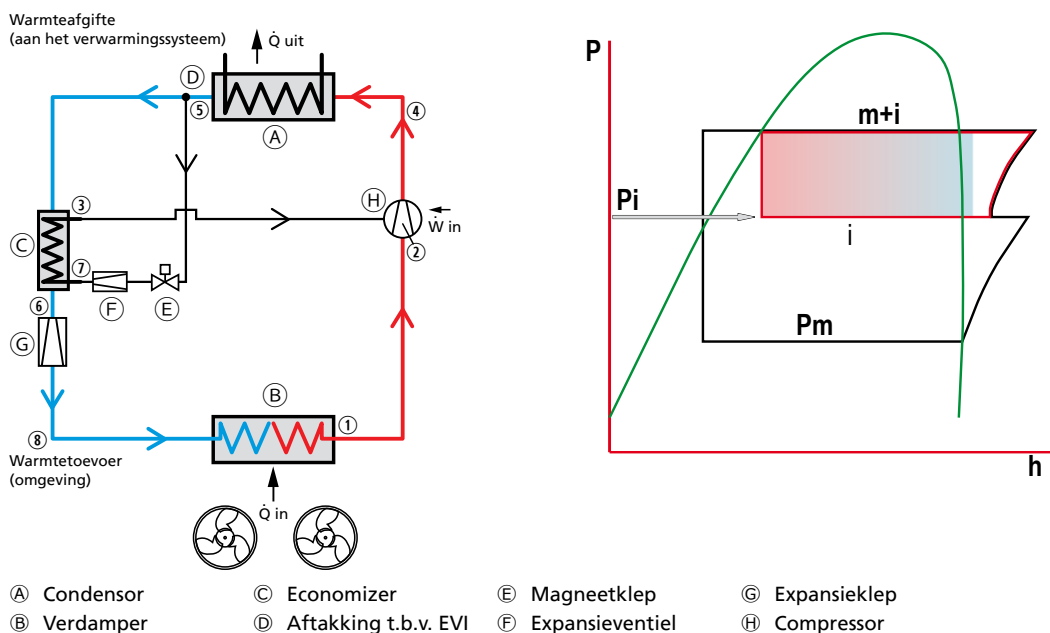 Warmteafgifte
(aan het verwarmingssysteem)
Q̇ uit
D
5
4
A
P
m+i
3
H
Ẇ in
Pi
C
2
i
7
6
F
E
G
Pm
B
8
1
Warmtetoevoer
(omgeving)
Q̇ in
h
Ⓐ Condensor
Ⓒ Economizer
Ⓔ Magneetklep
Ⓖ Expansieklep
Ⓑ Verdamper
Ⓓ Aftakking t.b.v. EVI
Ⓕ Expansieventiel
Ⓗ Compressor